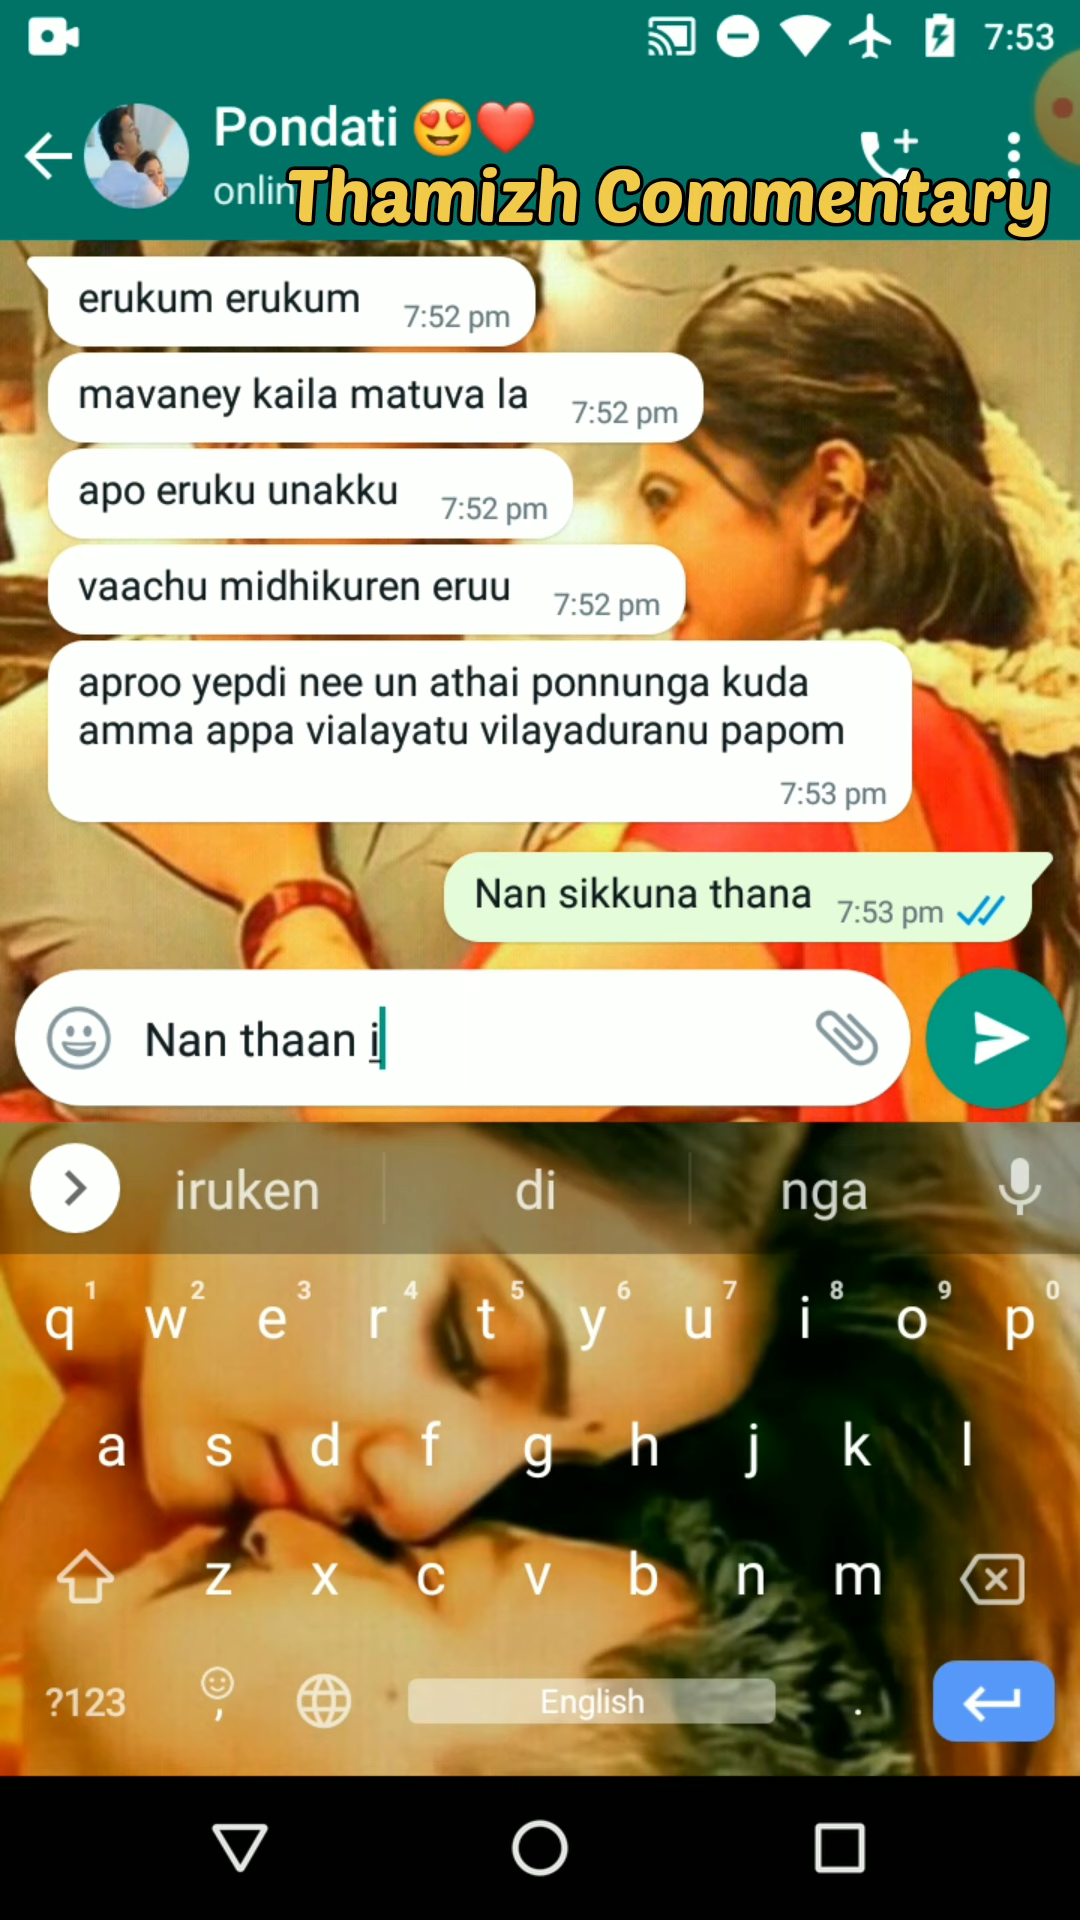 7:53
Pondati 😍❤️
onlin
Thamizh Commentary
erukum erukum 7:52 pm
mavaney kaila matuva la 7:52 pm
apo eruku unakku 7:52 pm
vaachu midhikuren eruu 7:52 pm
aproo yepdi nee un athai ponnunga kuda
amma appa vialayatu vilayaduranu papom
7:53 pm
Nan sikkuna thana 7:53 pm
Nan thaan i
iruken di nga
1 2 3 4 5 6 7 8 9 0
q w e r t y u i o p
a s d f g h j k l
z x c v b n m
?123 , English .